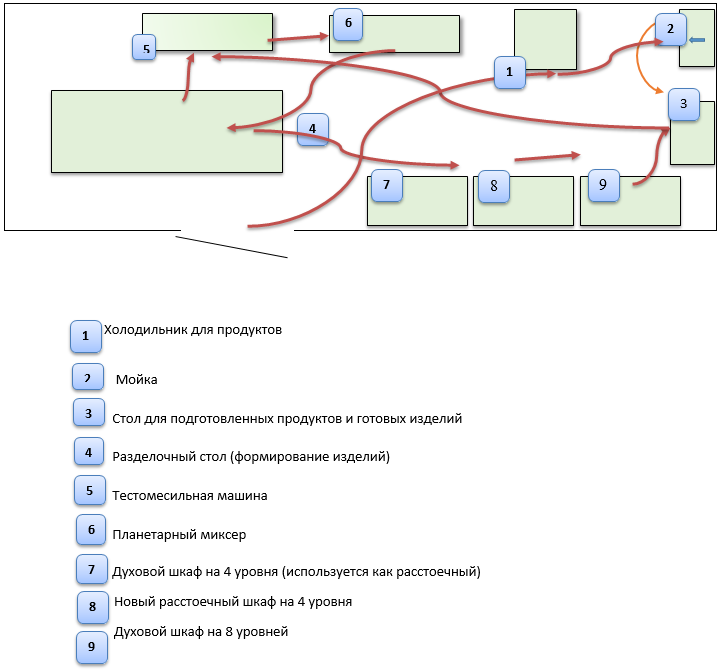 6
2
5
1
3
4
7
8
9
1 Холодильник для продуктов
2 Мойка
3 Стол для подготовленных продуктов и готовых изделий
4 Разделочный стол (формирование изделий)
5 Тестомесильная машина
6 Планетарный миксер
7 Духовой шкаф на 4 уровня (используется как расстоечный)
8 Новый расстоечный шкаф на 4 уровня
9 Духовой шкаф на 8 уровней